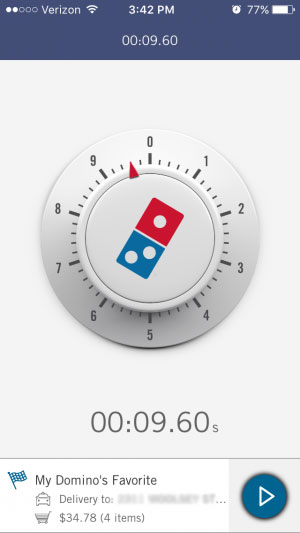 Verizon 3:42 PM 77%
00:09.60
0
9 1
8 2
7 3
6 4
5
00:09.60 s
My Domino's Favorite
Delivery to: ...
$34.78 (4 items)